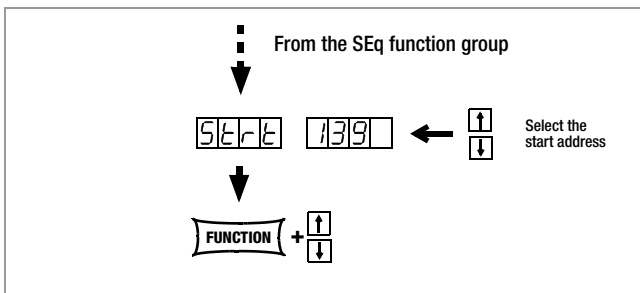 From the SEq function group
Strt 139
Select the
start address
FUNCTION +